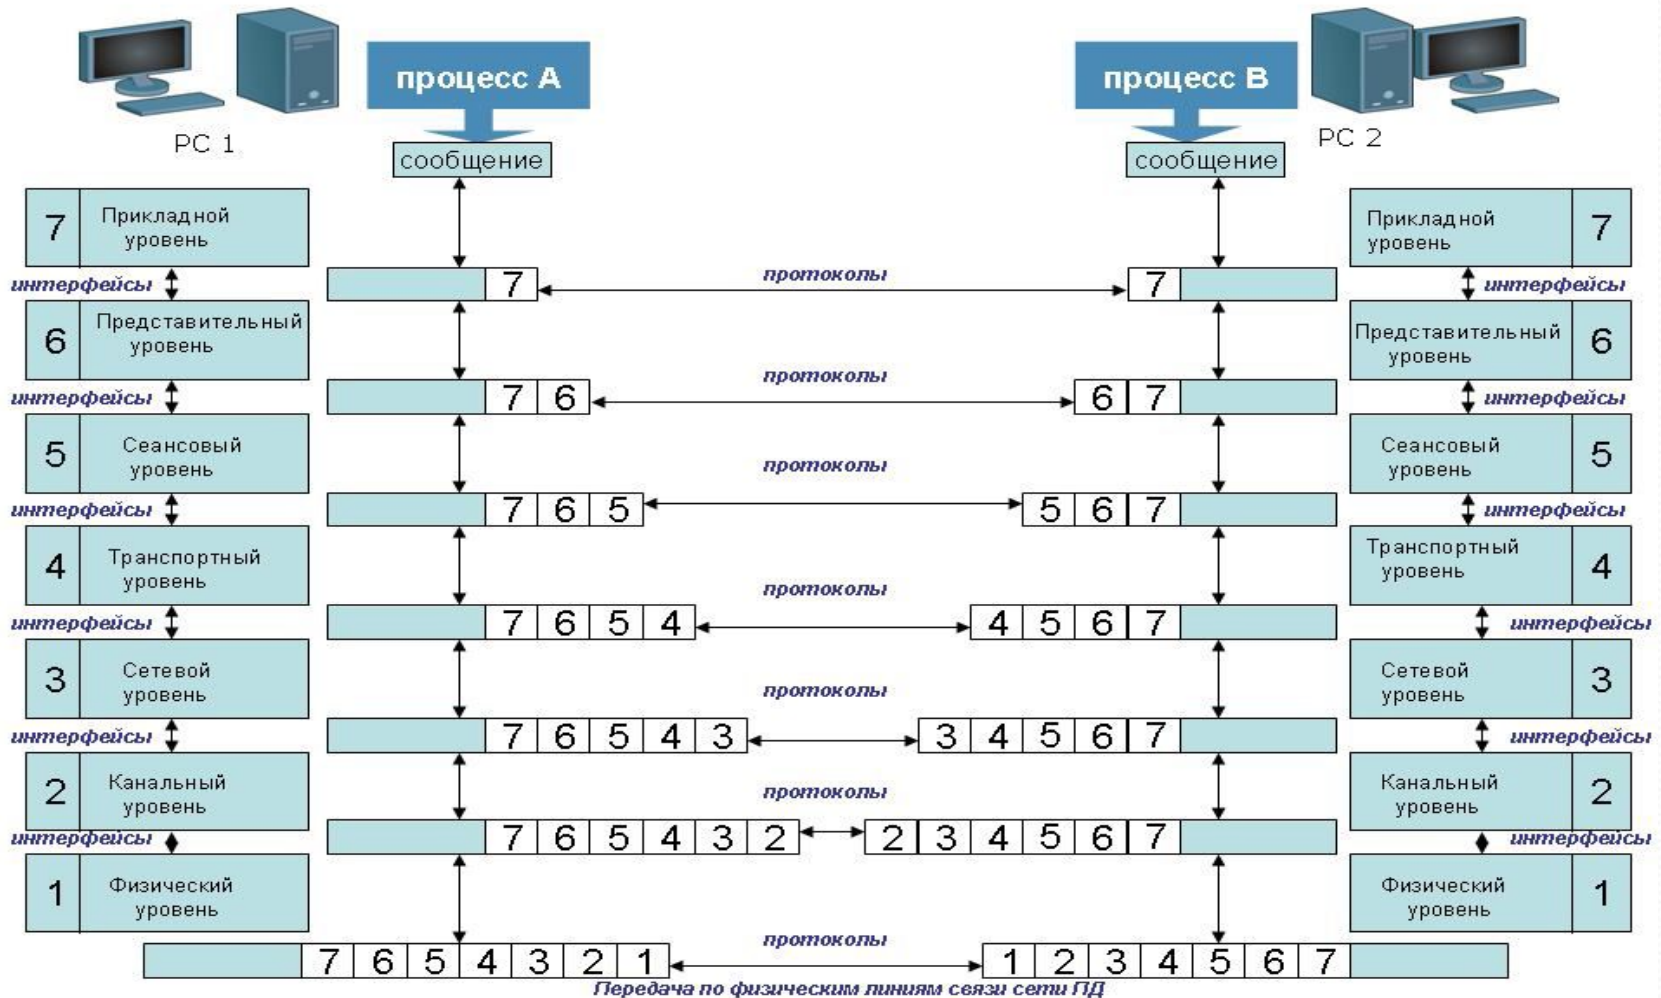 процесс А
процесс В
PC 1
PC 2
сообщение
сообщение
7 Прикладной
уровень
Прикладной
уровень 7
интерфейсы
7
протоколы
7
интерфейсы
6 Представительный
уровень
Представительный
уровень 6
интерфейсы
7 6
протоколы
6 7
интерфейсы
5 Сеансовый
уровень
Сеансовый
уровень 5
интерфейсы
7 6 5
протоколы
5 6 7
интерфейсы
4 Транспортный
уровень
Транспортный
уровень 4
интерфейсы
7 6 5 4
протоколы
4 5 6 7
интерфейсы
3 Сетевой
уровень
Сетевой
уровень 3
интерфейсы
7 6 5 4 3
протоколы
3 4 5 6 7
интерфейсы
2 Канальный
уровень
Канальный
уровень 2
интерфейсы
7 6 5 4 3 2
протоколы
2 3 4 5 6 7
интерфейсы
1 Физический
уровень
Физический
уровень 1
7 6 5 4 3 2 1
протоколы
1 2 3 4 5 6 7
Передача по физическим линиям связи сети ПД